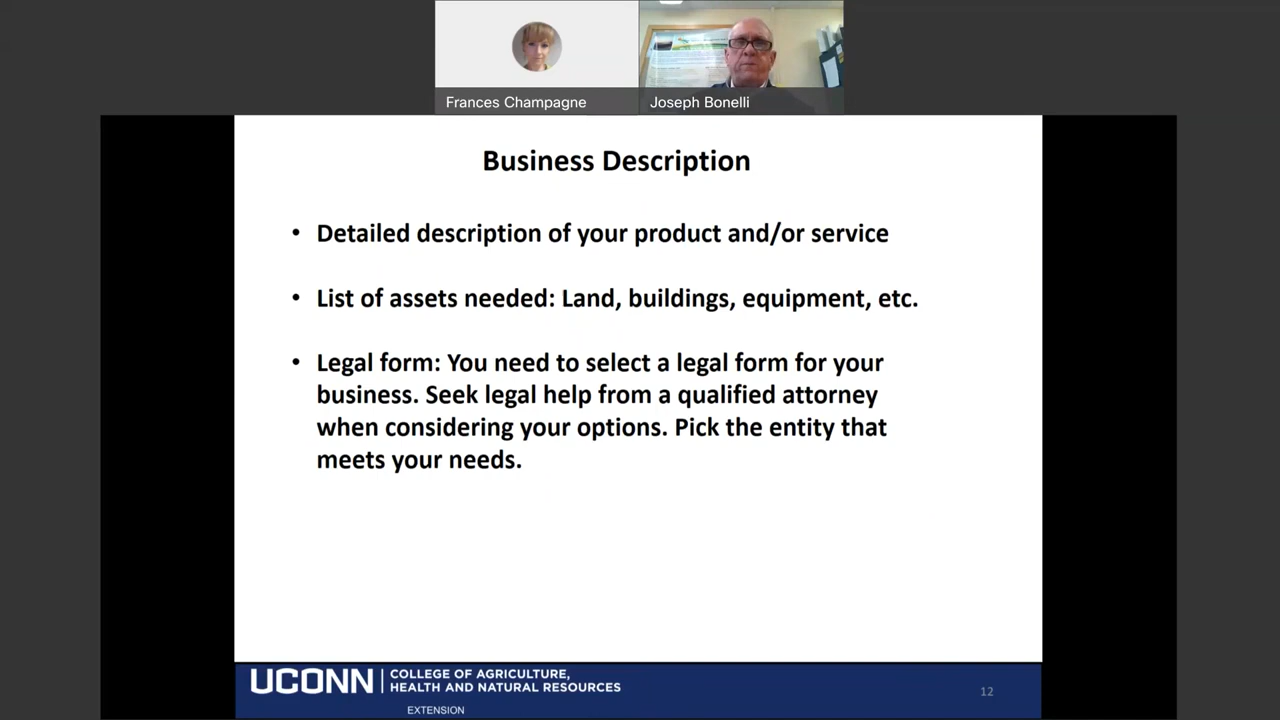 Frances Champagne
Joseph Bonelli
Business Description
• Detailed description of your product and/or service
• List of assets needed: Land, buildings, equipment, etc.
• Legal form: You need to select a legal form for your
business. Seek legal help from a qualified attorney
when considering your options. Pick the entity that
meets your needs.
UCONN
COLLEGE OF AGRICULTURE,
HEALTH AND NATURAL RESOURCES
EXTENSION
12